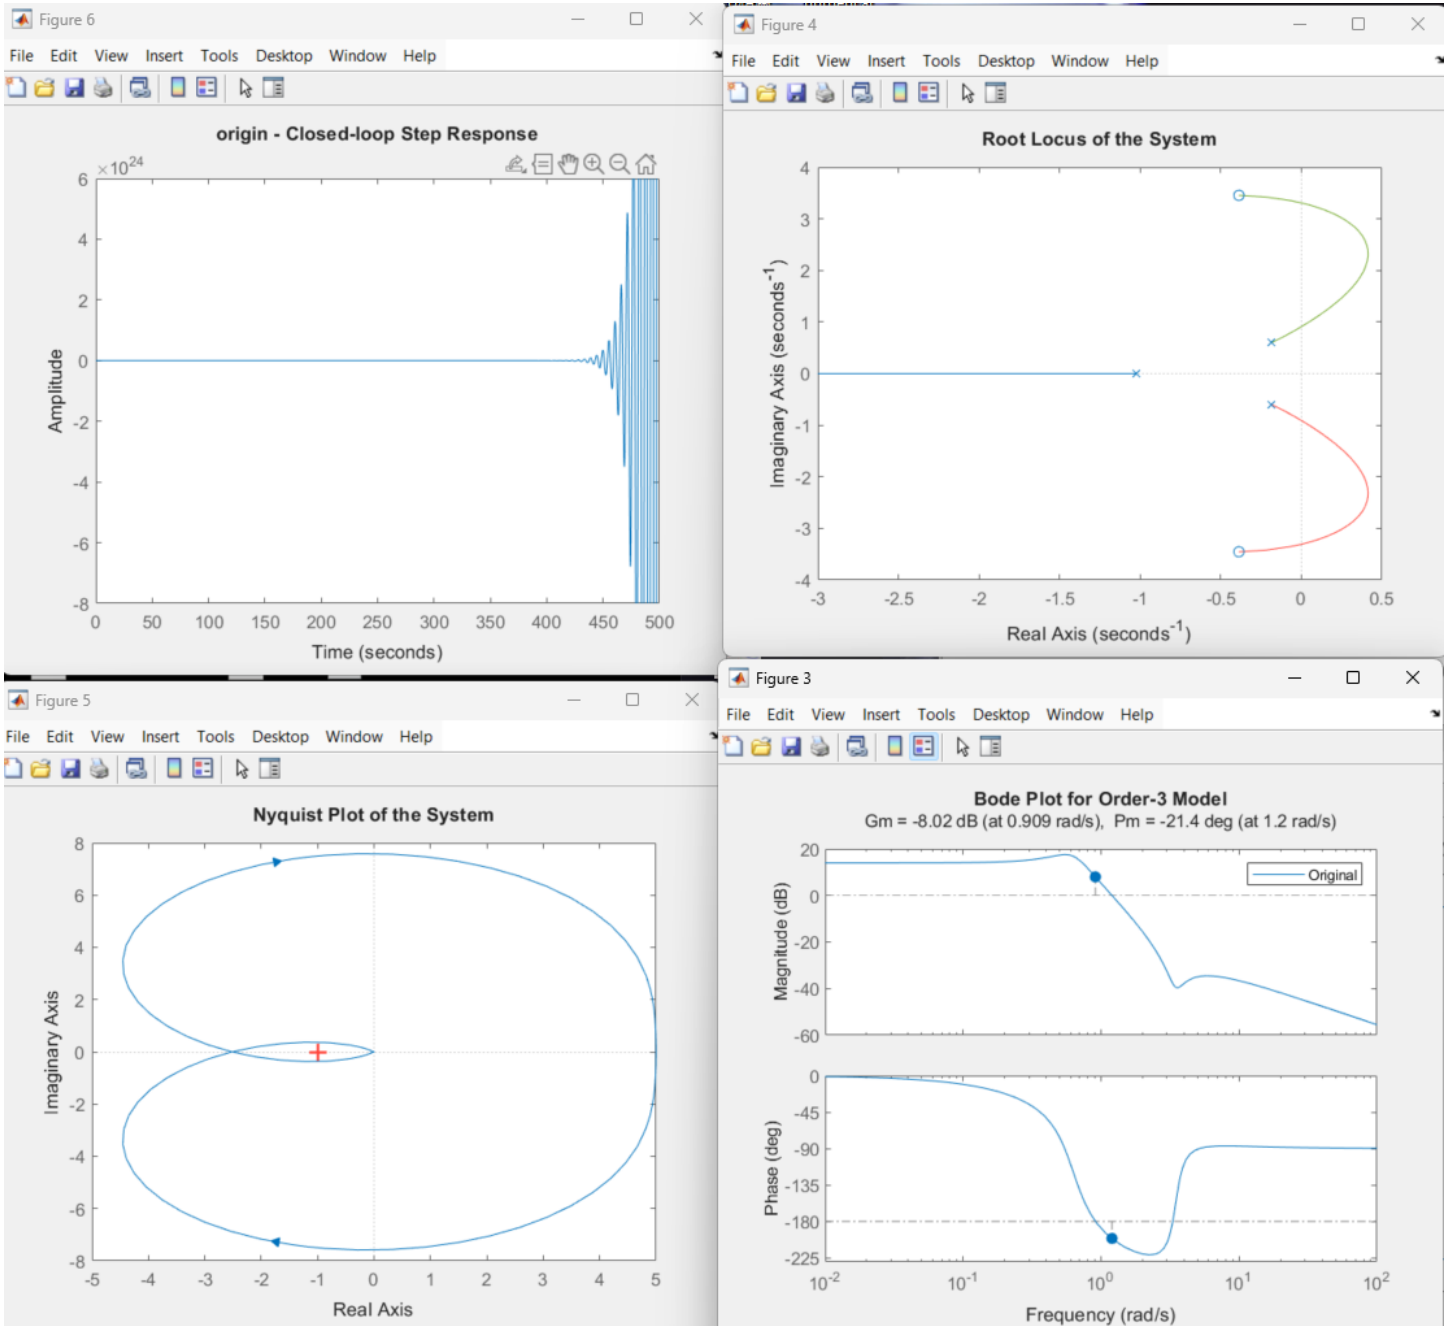 Figure 6
File Edit View Insert Tools Desktop Window Help
origin - Closed-loop Step Response
×10^24
6
4
2
0
-2
-4
-6
-8
Amplitude
0 50 100 150 200 250 300 350 400 450 500
Time (seconds)
Figure 4
File Edit View Insert Tools Desktop Window Help
Root Locus of the System
4
3
2
1
0
-1
-2
-3
-4
Imaginary Axis (seconds^-1)
-3 -2.5 -2 -1.5 -1 -0.5 0 0.5
Real Axis (seconds^-1)
Figure 5
File Edit View Insert Tools Desktop Window Help
Nyquist Plot of the System
8
6
4
2
0
-2
-4
-6
-8
Imaginary Axis
-5 -4 -3 -2 -1 0 1 2 3 4 5
Real Axis
Figure 3
File Edit View Insert Tools Desktop Window Help
Bode Plot for Order-3 Model
Gm = -8.02 dB (at 0.909 rad/s), Pm = -21.4 deg (at 1.2 rad/s)
20
0
-20
-40
-60
Magnitude (dB)
Original
0
-45
-90
-135
-180
-225
Phase (deg)
10^-2 10^-1 10^0 10^1 10^2
Frequency (rad/s)